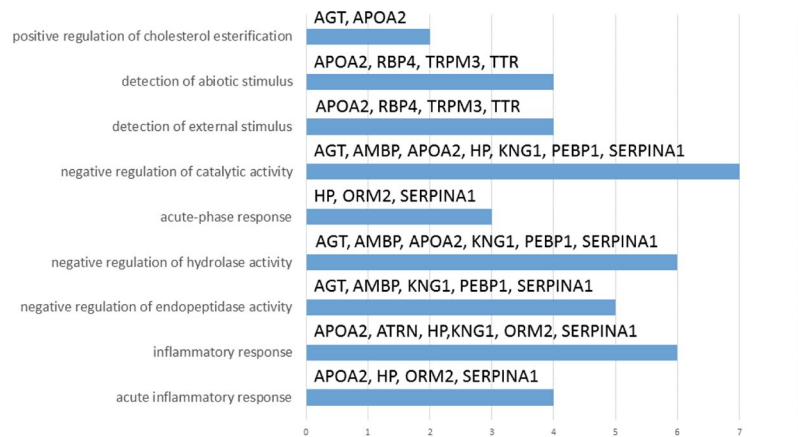 AGT, APOA2
positive regulation of cholesterol esterification
APOA2, RBP4, TRPM3, TTR
detection of abiotic stimulus
APOA2, RBP4, TRPM3, TTR
detection of external stimulus
AGT, AMBP, APOA2, HP, KNG1, PEBP1, SERPINA1
negative regulation of catalytic activity
HP, ORM2, SERPINA1
acute-phase response
AGT, AMBP, APOA2, KNG1, PEBP1, SERPINA1
negative regulation of hydrolase activity
AGT, AMBP, KNG1, PEBP1, SERPINA1
negative regulation of endopeptidase activity
APOA2, ATRN, HP,KNG1, ORM2, SERPINA1
inflammatory response
APOA2, HP, ORM2, SERPINA1
acute inflammatory response
0 1 2 3 4 5 6 7